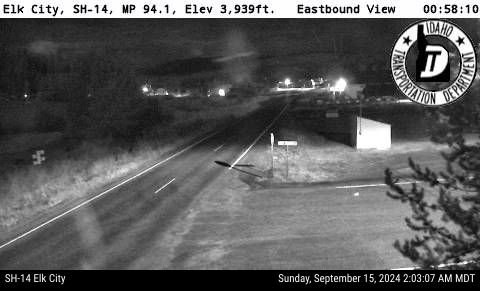 Elk City, SH-14, MP 94.1, Elev 3,939ft.   Eastbound View   00:58:10
IDAHO
TRANSPORTATION DEPARTMENT
SH-14 Elk City   Sunday, September 15, 2024 2:03:07 AM MDT